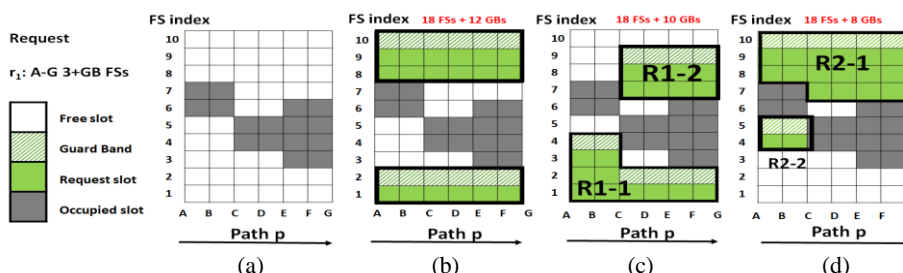 FS index
FS index 18 FSs + 12 GBs
FS index 18 FSs + 10 GBs
FS index 18 FSs + 8 GBs
Request
r1: A-G 3+GB FSs
Free slot
Guard Band
Request slot
Occupied slot
10
9
8
7
6
5
4
3
2
1
A B C D E F G
Path p
(a)
10
9
8
7
6
5
4
3
2
1
A B C D E F G
Path p
(b)
10
9
8
7
6
5
4
3
2
1
R1-2
R1-1
A B C D E F G
Path p
(c)
10
9
8
7
6
5
4
3
2
1
R2-1
R2-2
A B C D E F
Path p
(d)